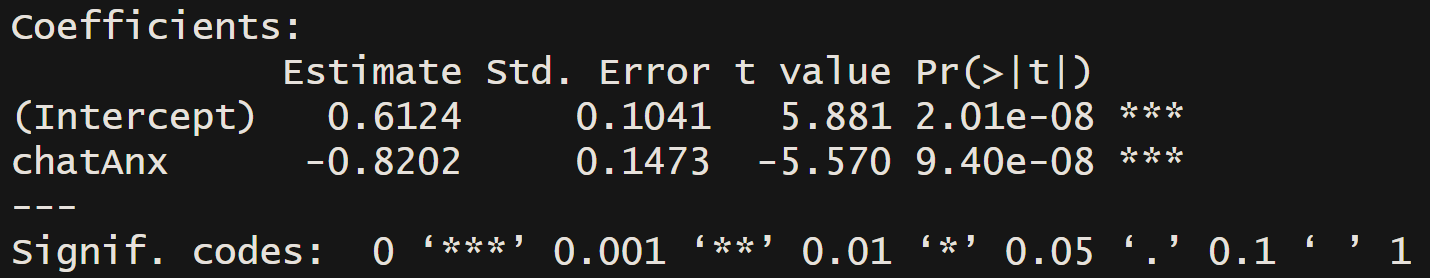 Coefficients:
            Estimate Std. Error t value Pr(>|t|)
(Intercept)   0.6124     0.1041   5.881 2.01e-08 ***
chatAnx      -0.8202     0.1473  -5.570 9.40e-08 ***
---
Signif. codes:  0 ‘***’ 0.001 ‘**’ 0.01 ‘*’ 0.05 ‘.’ 0.1 ‘ ’ 1